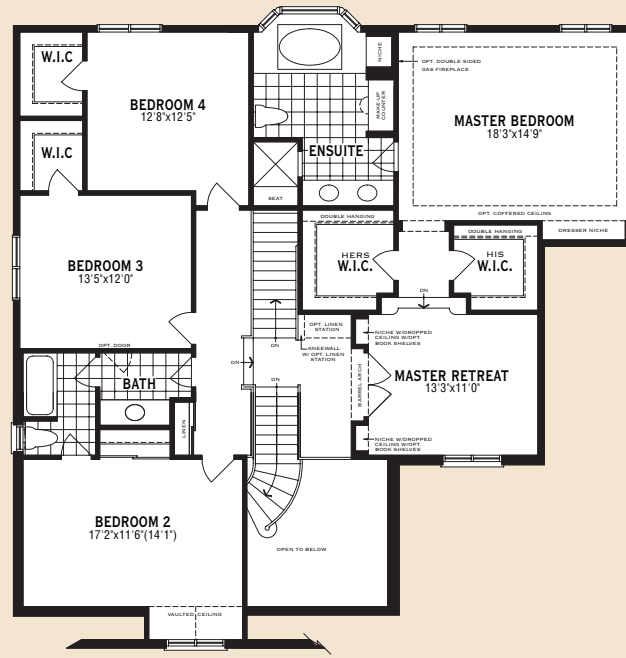 W.I.C
BEDROOM 4
12'8"x12'5"
NICHE
OPT. DOUBLE SIDED
GAS FIREPLACE
MAKE-UP
COUNTER
MASTER BEDROOM
18'3"x14'9"
W.I.C
ENSUITE
SEAT
OPT. COFFERED CEILING
DOUBLE HANGING
DOUBLE HANGING
DRESSER NICHE
HERS
W.I.C.
HIS
W.I.C.
BEDROOM 3
13'5"x12'0"
DN
OPT. LINEN
STATION
NICHE W/DROPPED
CEILING W/OPT.
BOOK SHELVES
DN
KNEEWALL
W/ OPT. LINEN
STATION
OPT. DOOR
DN
BATH
DN
BARREL ARCH
MASTER RETREAT
13'3"x11'0"
LINEN
NICHE W/DROPPED
CEILING W/OPT.
BOOK SHELVES
BEDROOM 2
17'2"x11'6"(14'1")
OPEN TO BELOW
VAULTED CEILING